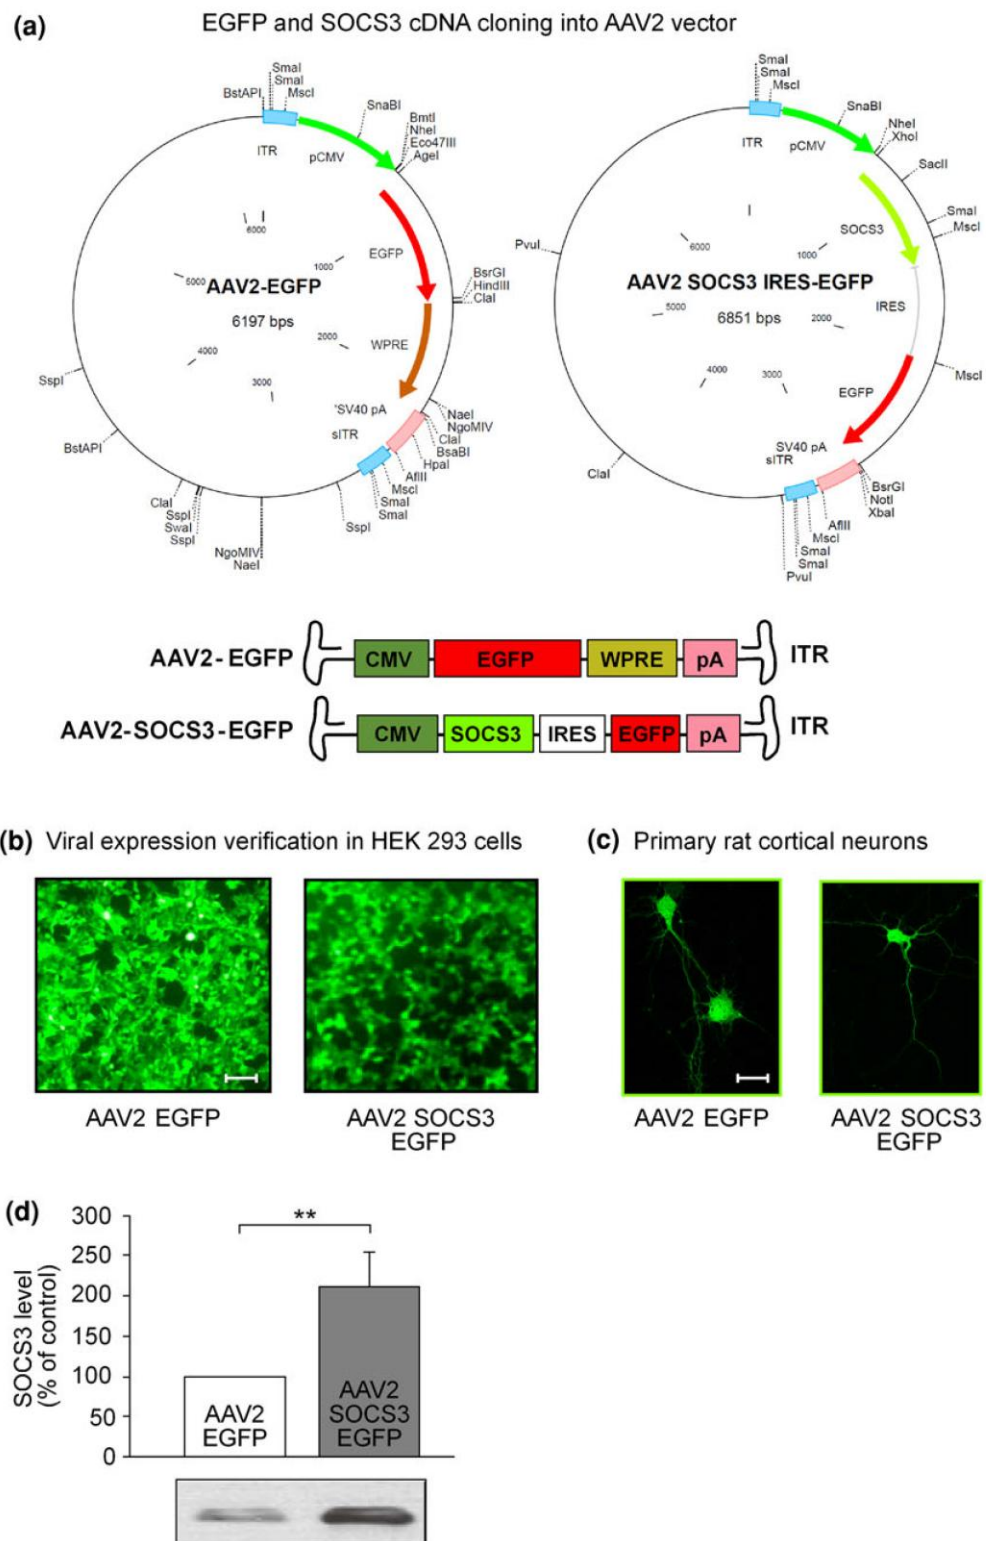 (a) EGFP and SOCS3 cDNA cloning into AAV2 vector
SmaI
SmaI
MscI
BstAPI
SnaBI
BmtI
NheI
Eco47III
AgeI
ITR
pCMV
EGFP
BsrGI
HindIII
ClaI
WPRE
'SV40 pA
sITR
NaeI
NgoMIV
ClaI
BsaBI
HpaI
AflII
MscI
SmaI
SmaI
SspI
NgoMIV
NaeI
ClaI
SspI
SwaI
SspI
BstAPI
SspI
6000
1000
2000
3000
4000
5000
AAV2-EGFP
6197 bps
SmaI
SmaI
MscI
SnaBI
NheI
XhoI
SacII
SmaI
MscI
ITR
pCMV
SOCS3
IRES
MscI
EGFP
SV40 pA
sITR
BsrGI
NotI
XbaI
AflII
MscI
SmaI
SmaI
PvuI
ClaI
PvuI
6000
1000
2000
3000
4000
5000
AAV2 SOCS3 IRES-EGFP
6851 bps
AAV2-EGFP CMV EGFP WPRE pA ITR
AAV2-SOCS3-EGFP CMV SOCS3 IRES EGFP pA ITR
(b) Viral expression verification in HEK 293 cells
AAV2 EGFP
AAV2 SOCS3
EGFP
(c) Primary rat cortical neurons
AAV2 EGFP
AAV2 SOCS3
EGFP
(d)
SOCS3 level
(% of control)
300
250
200
150
100
50
0
**
AAV2
EGFP
AAV2
SOCS3
EGFP